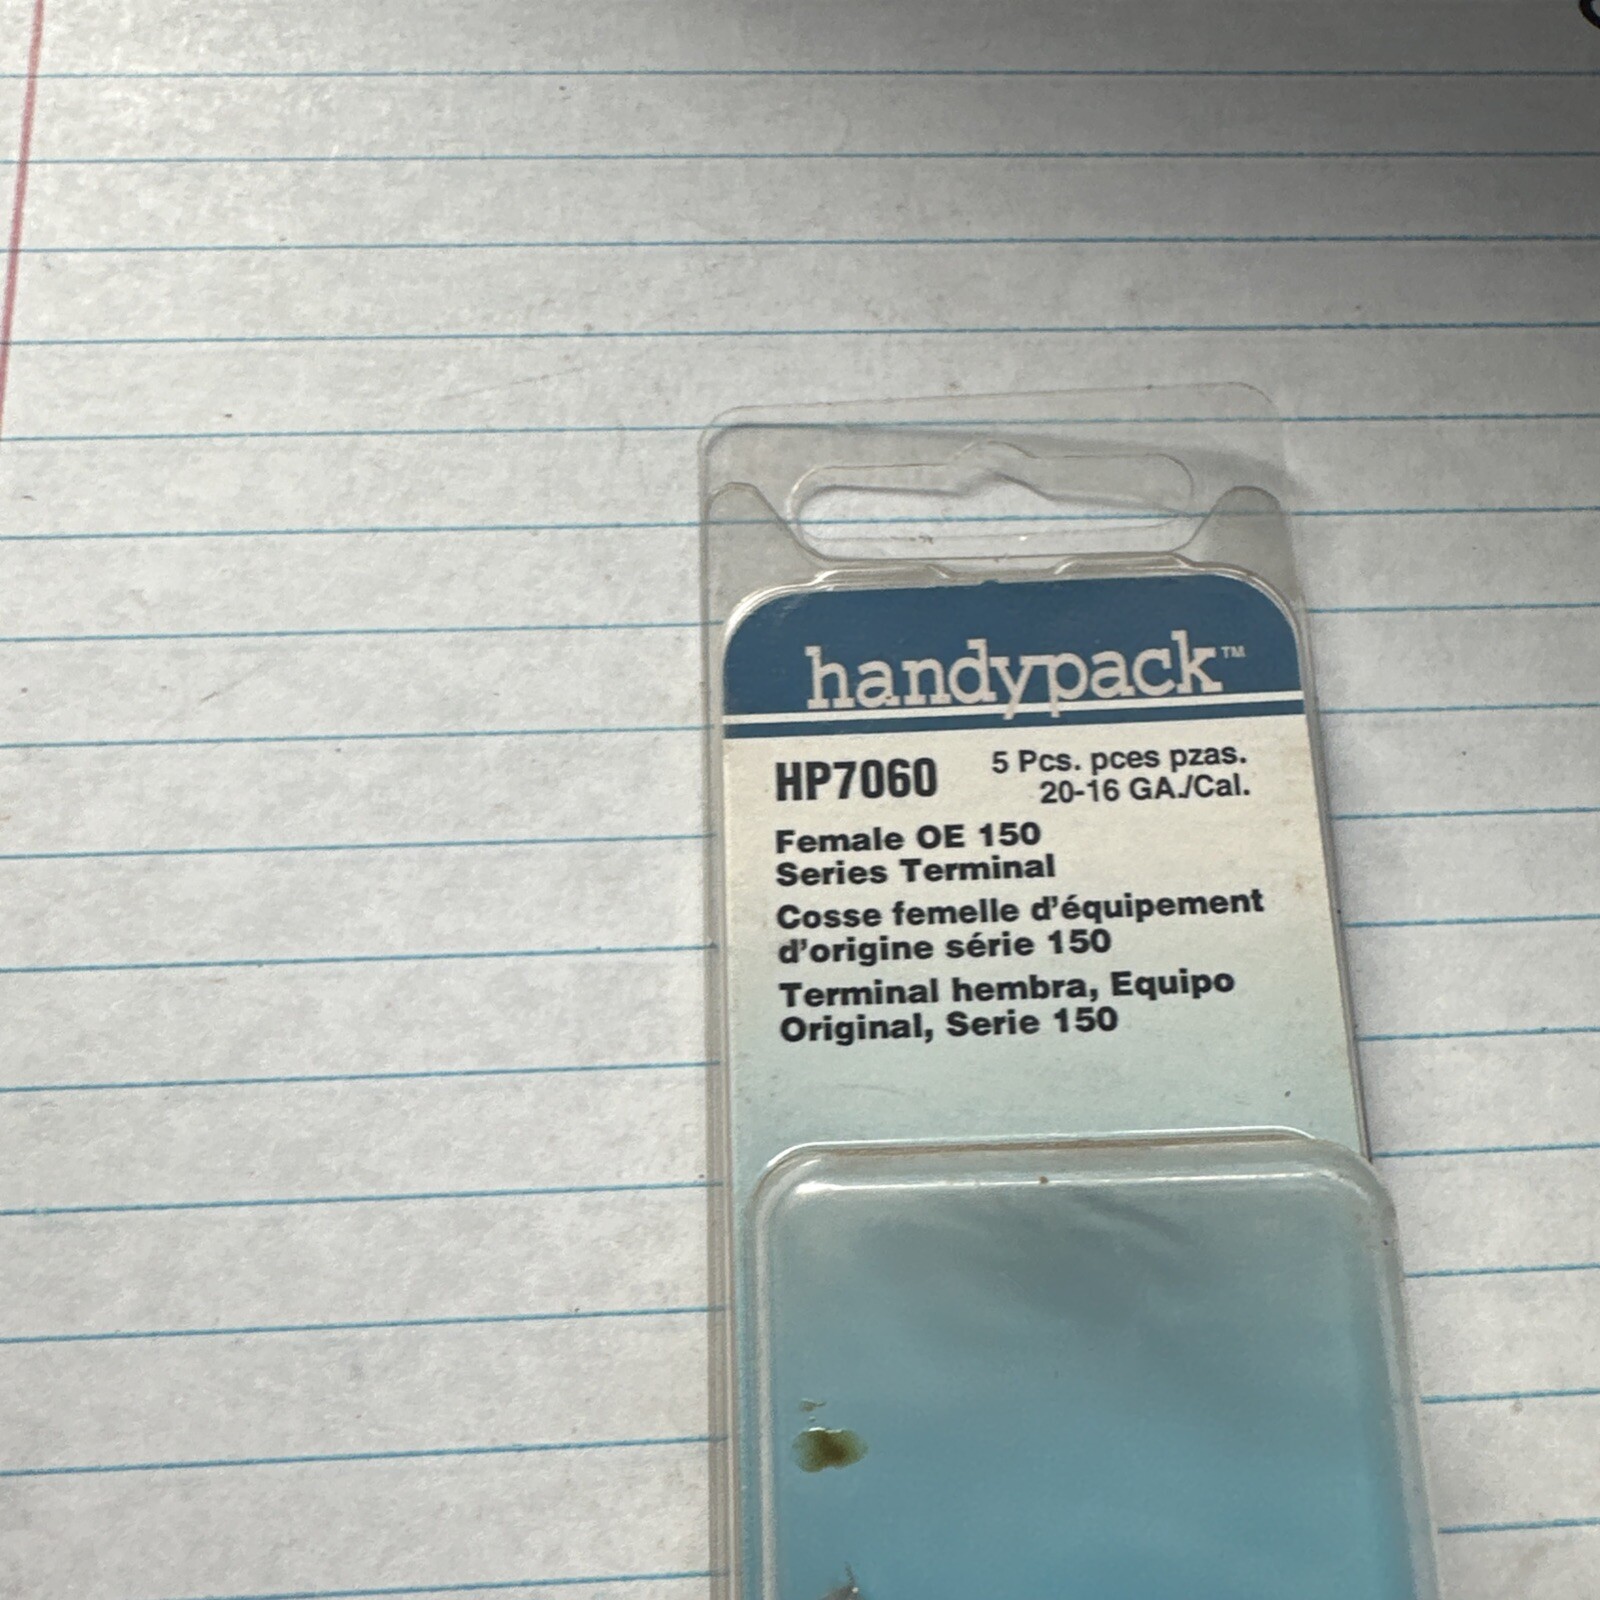 handypack™
HP7060
5 Pcs. pces pzas.
20-16 GA./Cal.
Female OE 150
Series Terminal
Cosse femelle d'équipement
d'origine série 150
Terminal hembra, Equipo
Original, Serie 150